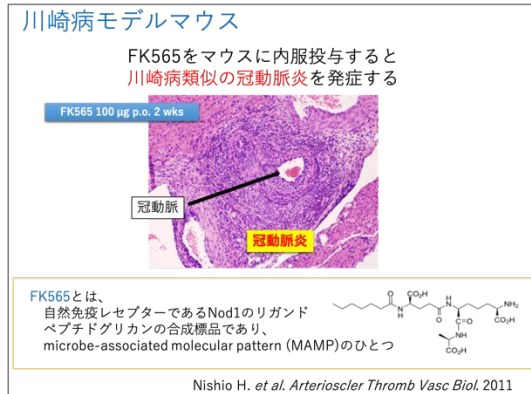 川崎病モデルマウス
FK565をマウスに内服投与すると
川崎病類似の冠動脈炎を発症する
FK565 100 μg p.o. 2 wks
冠動脈
冠動脈炎
FK565とは、
自然免疫レセプターであるNod1のリガンド
ペプチドグリカンの合成標品であり、
microbe-associated molecular pattern (MAMP)のひとつ
O
CO₂H
N
H
O
HN
NH₂
CO₂H
C=O
NH
CO₂H
Nishio H. et al. Arterioscler Thromb Vasc Biol. 2011